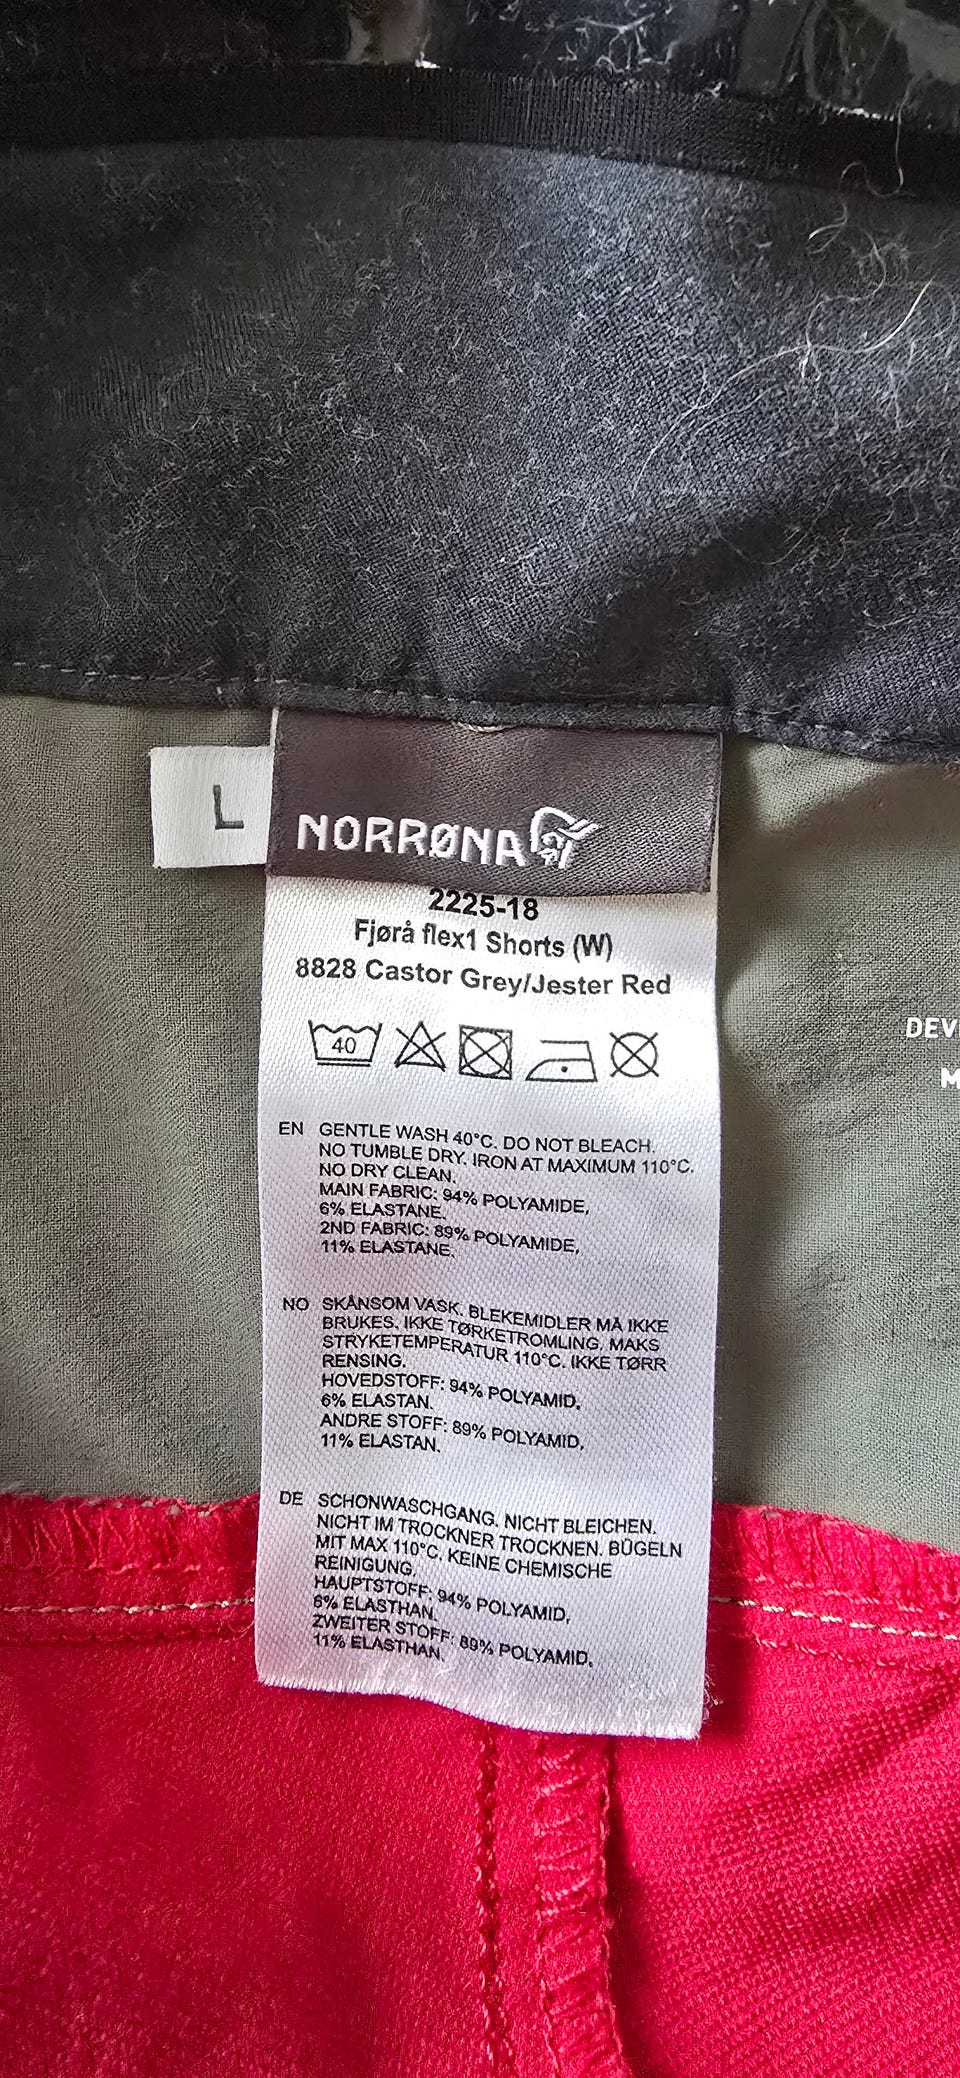 L
NORRØNA
2225-18
Fjørå flex1 Shorts (W)
8828 Castor Grey/Jester Red
40
EN GENTLE WASH 40°C. DO NOT BLEACH.
NO TUMBLE DRY. IRON AT MAXIMUM 110°C.
NO DRY CLEAN.
MAIN FABRIC: 94% POLYAMIDE,
6% ELASTANE.
2ND FABRIC: 89% POLYAMIDE,
11% ELASTANE.
NO SKÅNSOM VASK. BLEKEMIDLER MÅ IKKE
BRUKES. IKKE TØRKETROMLING. MAKS
STRYKETEMPERATUR 110°C. IKKE TØRR
RENSING.
HOVEDSTOFF: 94% POLYAMID,
6% ELASTAN.
ANDRE STOFF: 89% POLYAMID,
11% ELASTAN.
DE SCHONWASCHGANG. NICHT BLEICHEN.
NICHT IM TROCKNER TROCKNEN. BÜGELN
MIT MAX 110°C. KEINE CHEMISCHE
REINIGUNG.
HAUPTSTOFF: 94% POLYAMID,
6% ELASTHAN.
ZWEITER STOFF: 89% POLYAMID,
11% ELASTHAN.
DEV
M